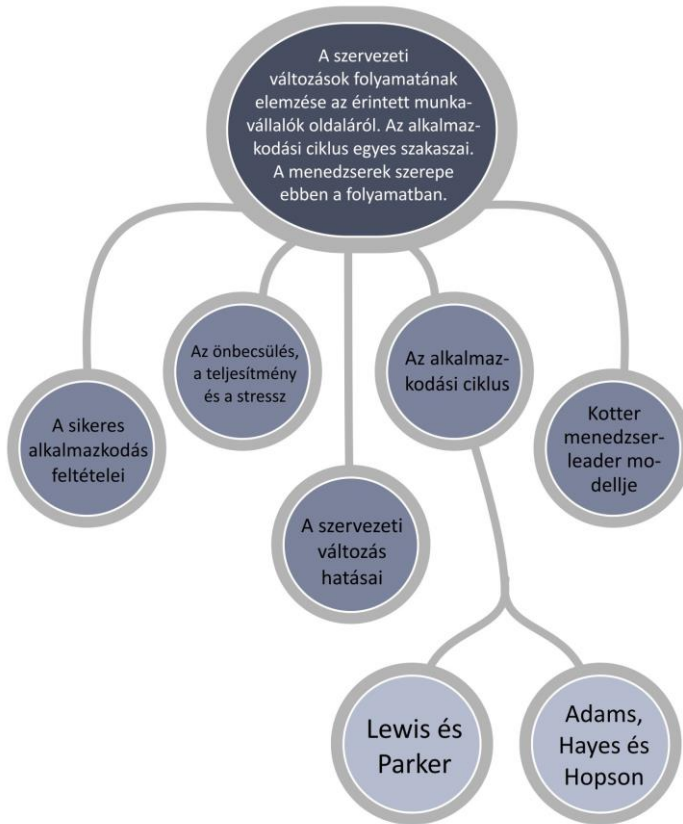 A szervezeti
változások folyamatának
elemzése az érintett munka-
vállalók oldaláról. Az alkalmaz-
kodási ciklus egyes szakaszai.
A menedzserek szerepe
ebben a folyamatban.
A sikeres
alkalmazkodás
feltételei
Az önbecsülés,
a teljesítmény
és a stressz
A szervezeti
változás
hatásai
Az alkalmaz-
kodási ciklus
Kotter
menedzser-
leader mo-
dellje
Lewis és
Parker
Adams,
Hayes és
Hopson